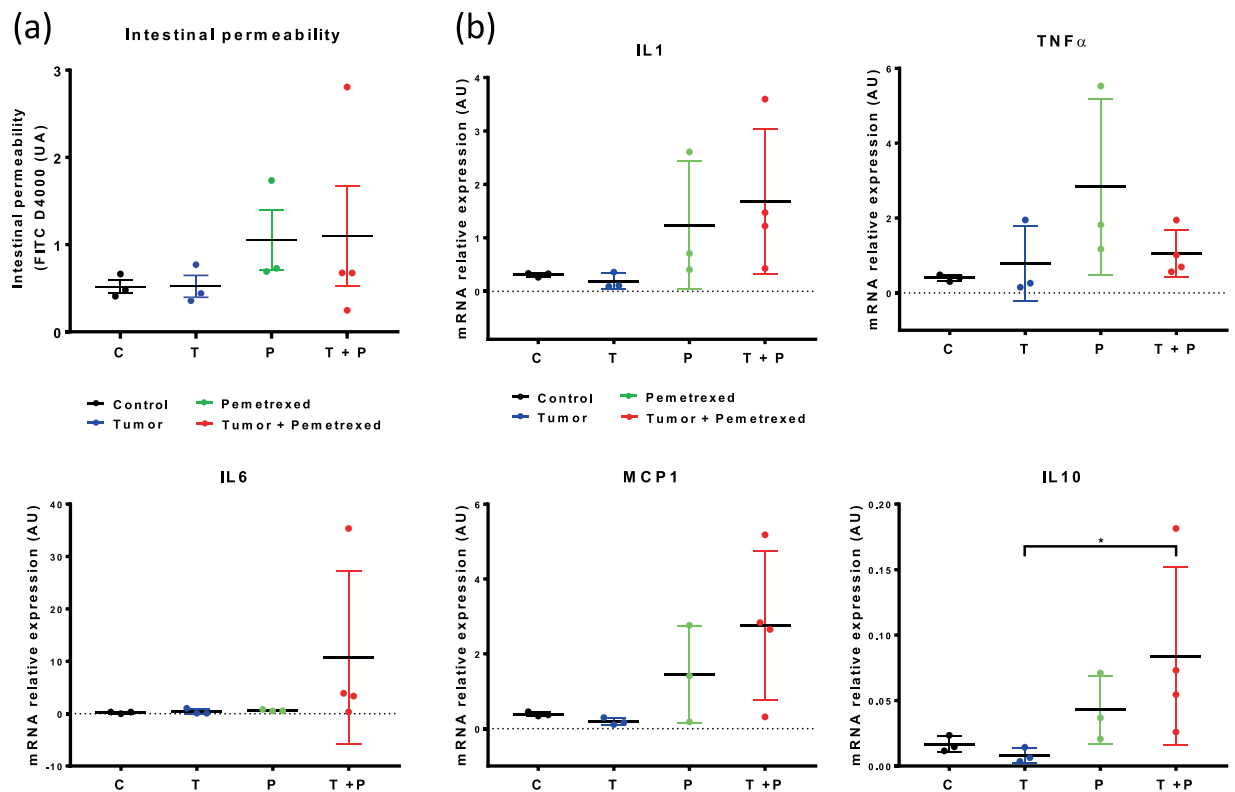 (a)
Intestinal permeability
Intestinal permeability
(FITC D4000 (UA)
3
2
1
0
C T P T + P
Control Pemetrexed
Tumor Tumor + Pemetrexed
(b)
IL1
mRNA relative expression (AU)
4
3
2
1
0
C T P T + P
Control Pemetrexed
Tumor Tumor + Pemetrexed
TNFα
mRNA relative expression (AU)
6
4
2
0
C T P T + P
IL6
mRNA relative expression (AU)
40
30
20
10
0
-10
C T P T +P
MCP1
mRNA relative expression (AU)
6
4
2
0
C T P T +P
IL10
mRNA relative expression (AU)
0,20
0.15
0.10
0.05
0.00
*
C T P T +P